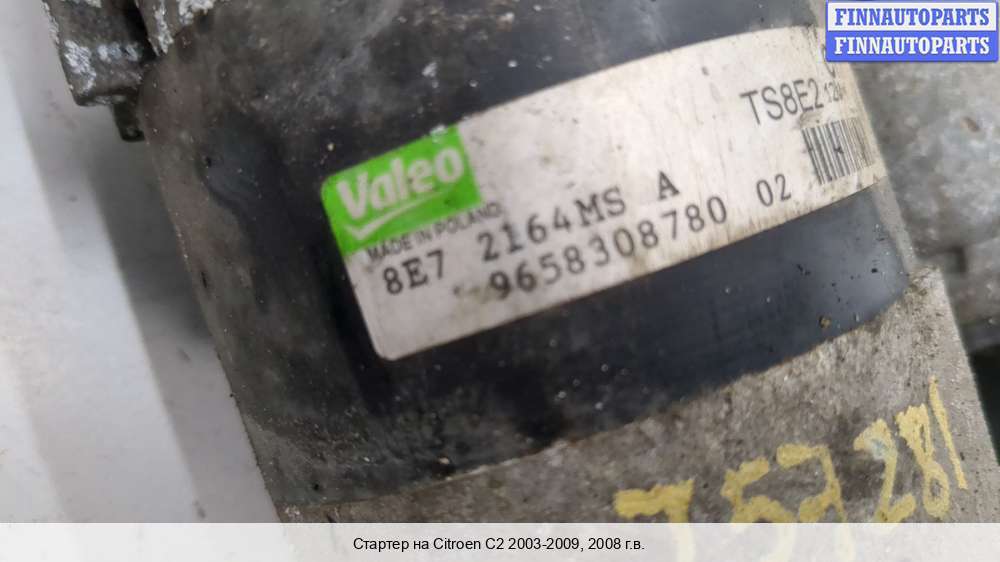 FINNAUTOPARTS
FINNAUTOPARTS
TS8E2
Valeo
MADE IN POLAND
8E7 2164MS A
9658308780 02
Стартер на Citroen C2 2003-2009, 2008 г.в.